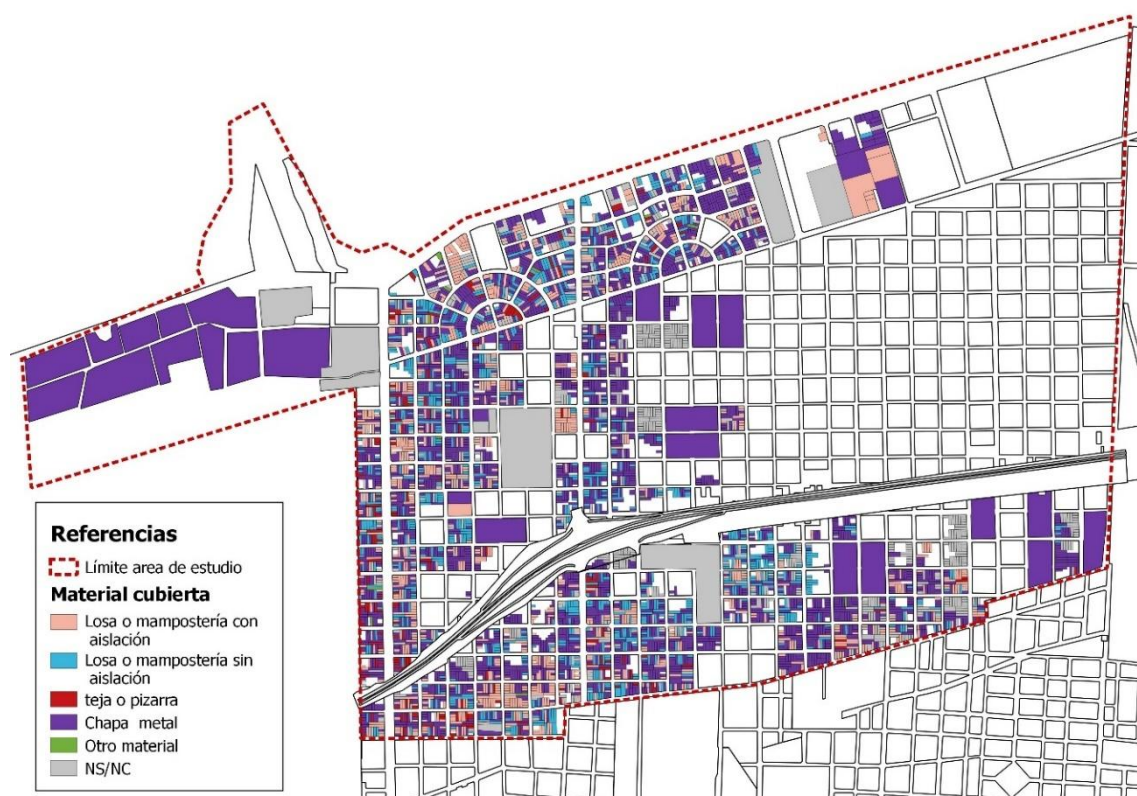 Referencias
Límite area de estudio
Material cubierta
Losa o mampostería con
aislación
Losa o mampostería sin
aislación
teja o pizarra
Chapa metal
Otro material
NS/NC